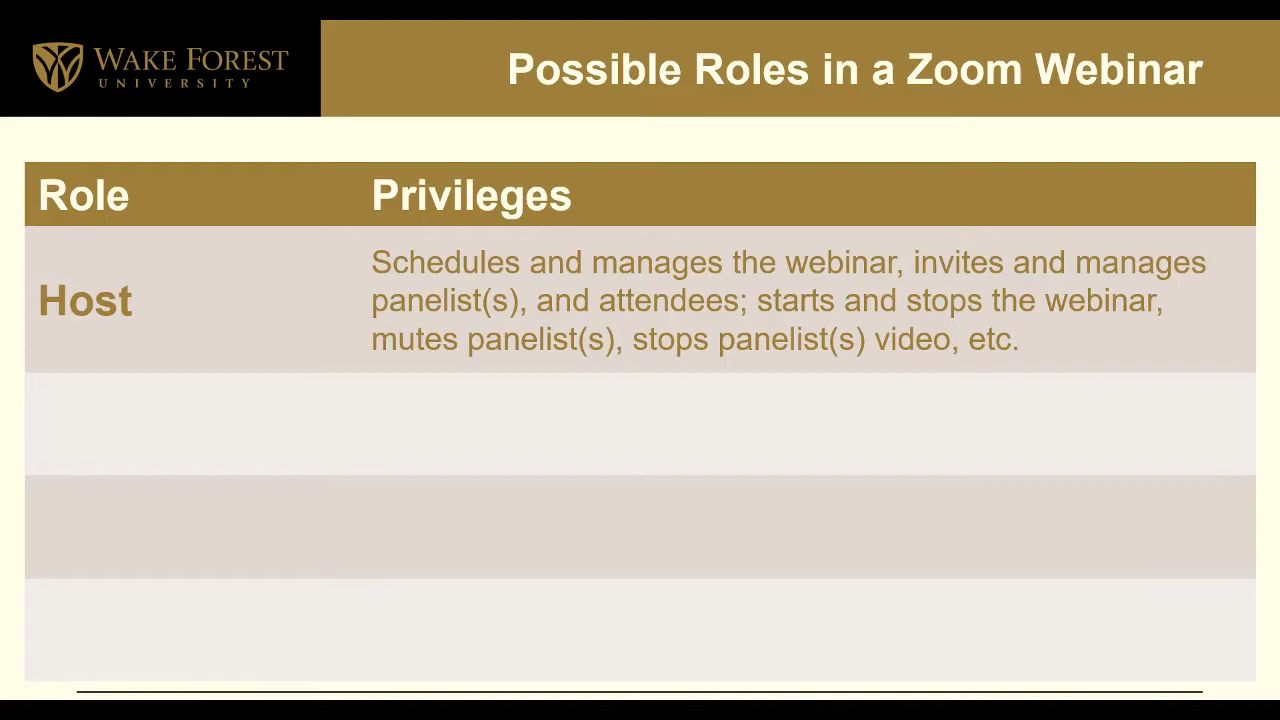 WAKE FOREST
UNIVERSITY
Possible Roles in a Zoom Webinar
Role
Privileges
Host
Schedules and manages the webinar, invites and manages
panelist(s), and attendees; starts and stops the webinar,
mutes panelist(s), stops panelist(s) video, etc.